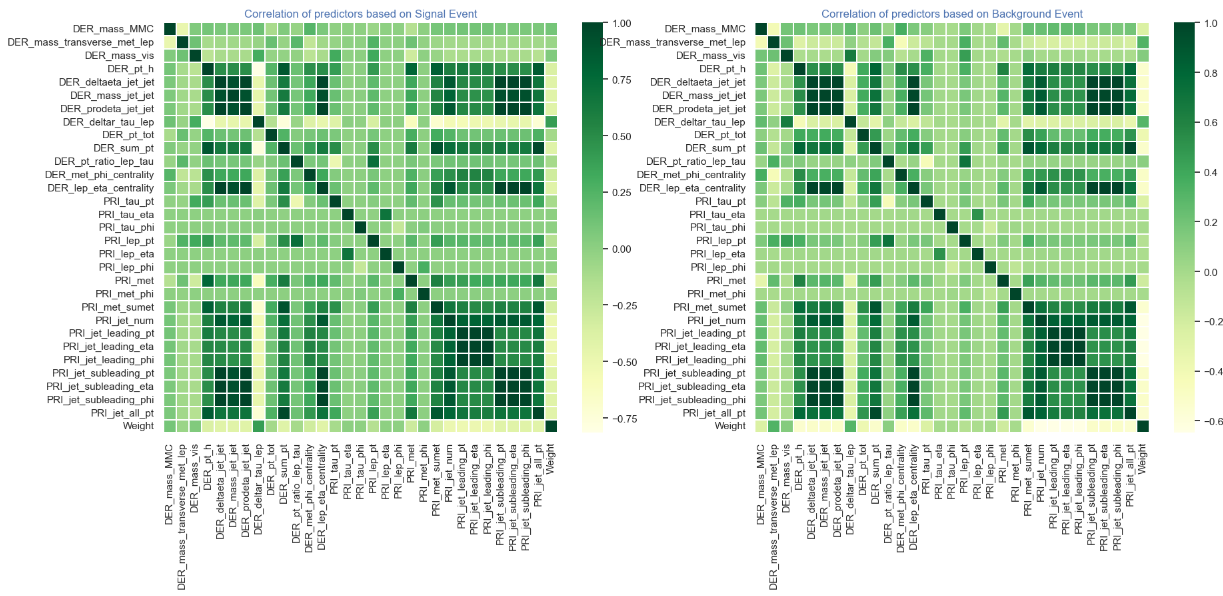 Correlation of predictors based on Signal Event
DER_mass_MMC
DER_mass_transverse_met_lep
DER_mass_vis
DER_pt_h
DER_deltaeta_jet_jet
DER_mass_jet_jet
DER_prodeta_jet_jet
DER_deltar_tau_lep
DER_pt_tot
DER_sum_pt
DER_pt_ratio_lep_tau
DER_met_phi_centrality
DER_lep_eta_centrality
PRI_tau_pt
PRI_tau_eta
PRI_tau_phi
PRI_lep_pt
PRI_lep_eta
PRI_lep_phi
PRI_met
PRI_met_phi
PRI_met_sumet
PRI_jet_num
PRI_jet_leading_pt
PRI_jet_leading_eta
PRI_jet_leading_phi
PRI_jet_subleading_pt
PRI_jet_subleading_eta
PRI_jet_subleading_phi
PRI_jet_all_pt
Weight
DER_mass_MMC
DER_mass_transverse_met_lep
DER_mass_vis
DER_pt_h
DER_deltaeta_jet_jet
DER_mass_jet_jet
DER_prodeta_jet_jet
DER_deltar_tau_lep
DER_pt_tot
DER_sum_pt
DER_pt_ratio_lep_tau
DER_met_phi_centrality
DER_lep_eta_centrality
PRI_tau_pt
PRI_tau_eta
PRI_tau_phi
PRI_lep_pt
PRI_lep_eta
PRI_lep_phi
PRI_met
PRI_met_phi
PRI_met_sumet
PRI_jet_num
PRI_jet_leading_pt
PRI_jet_leading_eta
PRI_jet_leading_phi
PRI_jet_subleading_pt
PRI_jet_subleading_eta
PRI_jet_subleading_phi
PRI_jet_all_pt
Weight
1.00
0.75
0.50
0.25
0.00
-0.25
-0.50
-0.75
Correlation of predictors based on Background Event
DER_mass_MMC
DER_mass_transverse_met_lep
DER_mass_vis
DER_pt_h
DER_deltaeta_jet_jet
DER_mass_jet_jet
DER_prodeta_jet_jet
DER_deltar_tau_lep
DER_pt_tot
DER_sum_pt
DER_pt_ratio_lep_tau
DER_met_phi_centrality
DER_lep_eta_centrality
PRI_tau_pt
PRI_tau_eta
PRI_tau_phi
PRI_lep_pt
PRI_lep_eta
PRI_lep_phi
PRI_met
PRI_met_phi
PRI_met_sumet
PRI_jet_num
PRI_jet_leading_pt
PRI_jet_leading_eta
PRI_jet_leading_phi
PRI_jet_subleading_pt
PRI_jet_subleading_eta
PRI_jet_subleading_phi
PRI_jet_all_pt
Weight
DER_mass_MMC
DER_mass_transverse_met_lep
DER_mass_vis
DER_pt_h
DER_deltaeta_jet_jet
DER_mass_jet_jet
DER_prodeta_jet_jet
DER_deltar_tau_lep
DER_pt_tot
DER_sum_pt
DER_pt_ratio_lep_tau
DER_met_phi_centrality
DER_lep_eta_centrality
PRI_tau_pt
PRI_tau_eta
PRI_tau_phi
PRI_lep_pt
PRI_lep_eta
PRI_lep_phi
PRI_met
PRI_met_phi
PRI_met_sumet
PRI_jet_num
PRI_jet_leading_pt
PRI_jet_leading_eta
PRI_jet_leading_phi
PRI_jet_subleading_pt
PRI_jet_subleading_eta
PRI_jet_subleading_phi
PRI_jet_all_pt
Weight
1.0
0.8
0.6
0.4
0.2
0.0
-0.2
-0.4
-0.6